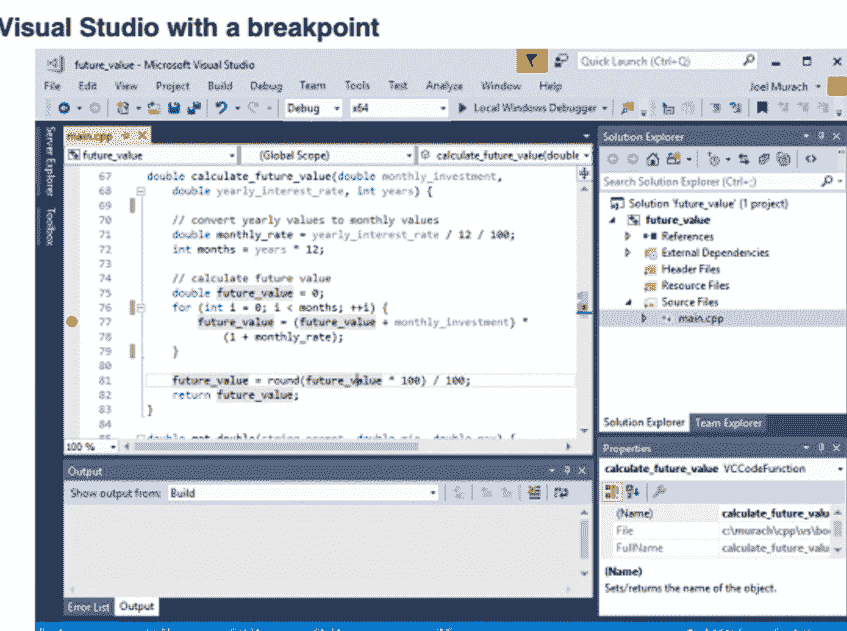 Visual Studio with a breakpoint
future_value - Microsoft Visual Studio
Quick Launch (Ctrl+Q)
File Edit View Project Build Debug Team Tools Test Analyze Window Help
Joel Murach
Debug x64 Local Windows Debugger
Server Explorer
Toolbox
main.cpp
future_value (Global Scope) calculate_future_value(double
67 double calculate_future_value(double monthly_investment,
68 double yearly_interest_rate, int years) {
69
70 // convert yearly values to monthly values
71 double monthly_rate = yearly_interest_rate / 12 / 100;
72 int months = years * 12;
73
74 // calculate future value
75 double future_value = 0;
76 for (int i = 0; i < months; ++i) {
77 future_value = (future_value + monthly_investment) *
78 (1 + monthly_rate);
79 }
80
81 future_value = round(future_value * 100) / 100;
82 return future_value;
83 }
84
100 %
Output
Show output from: Build
Error List Output
Solution Explorer
Search Solution Explorer (Ctrl+;)
Solution 'future_value' (1 project)
future_value
References
External Dependencies
Header Files
Resource Files
Source Files
main.cpp
Solution Explorer Team Explorer
Properties
calculate_future_value VCCodeFunction
(Name) calculate_future_valu
File c:\murach\cpp\vs\bo
FullName calculate_future_valu
(Name)
Sets/returns the name of the object.